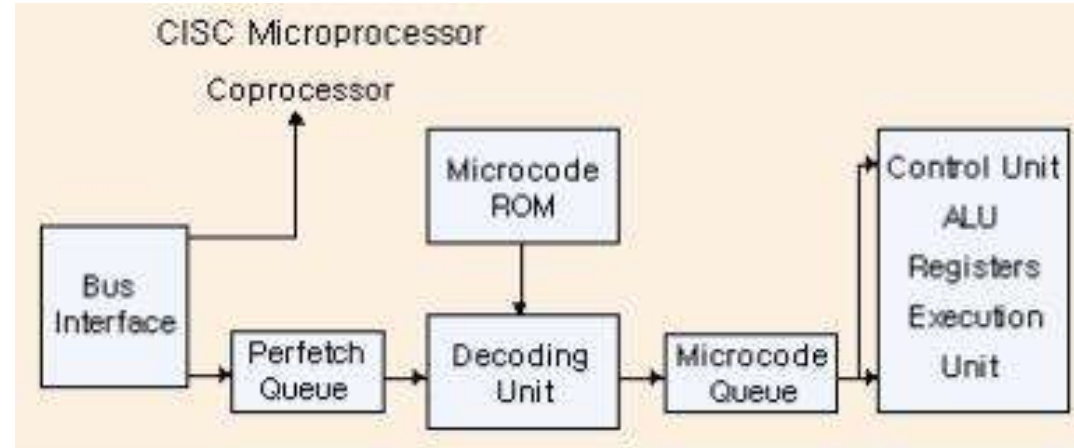 CISC Microprocessor
Coprocessor
Microcode
ROM
Bus
Interface
Perfetch
Queue
Decoding
Unit
Microcode
Queue
Control Unit
ALU
Registers
Execution
Unit